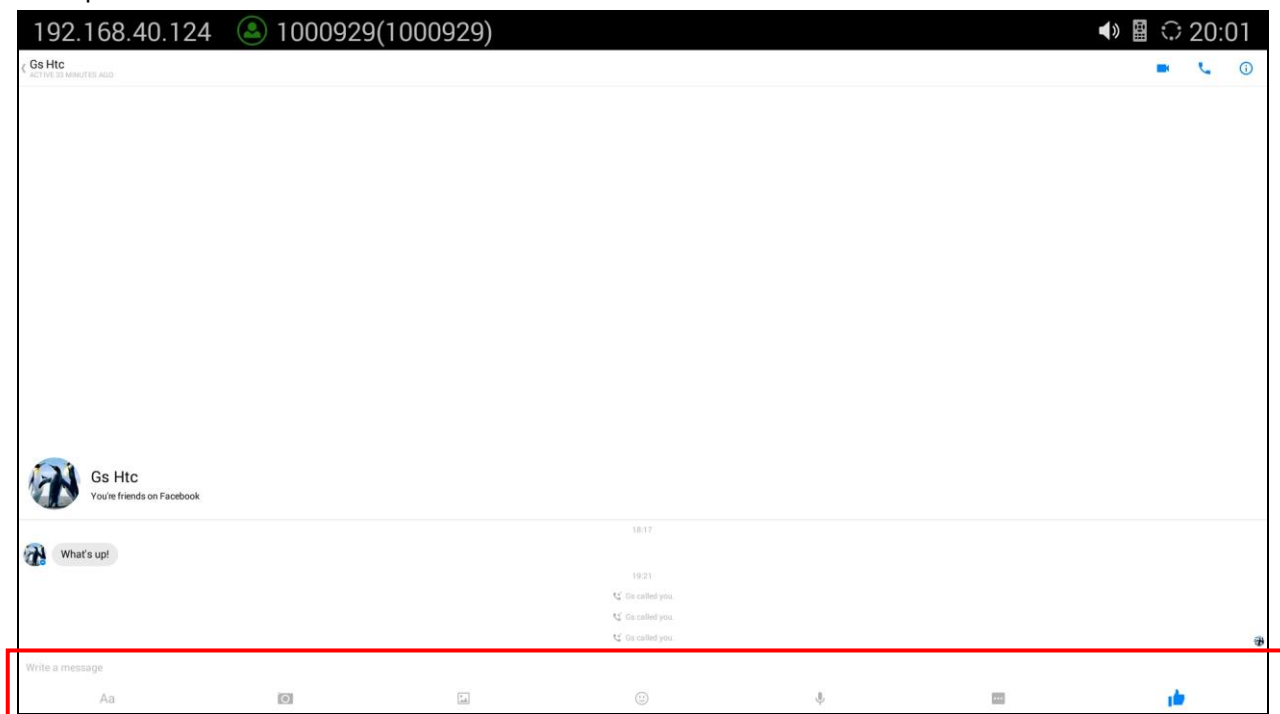 192.168.40.124 1000929(1000929) 20:01
Gs Htc
ACTIVE 33 MINUTES AGO
Gs Htc
You're friends on Facebook
18:17
What's up!
19:21
Gs called you.
Gs called you.
Gs called you.
Write a message
Aa